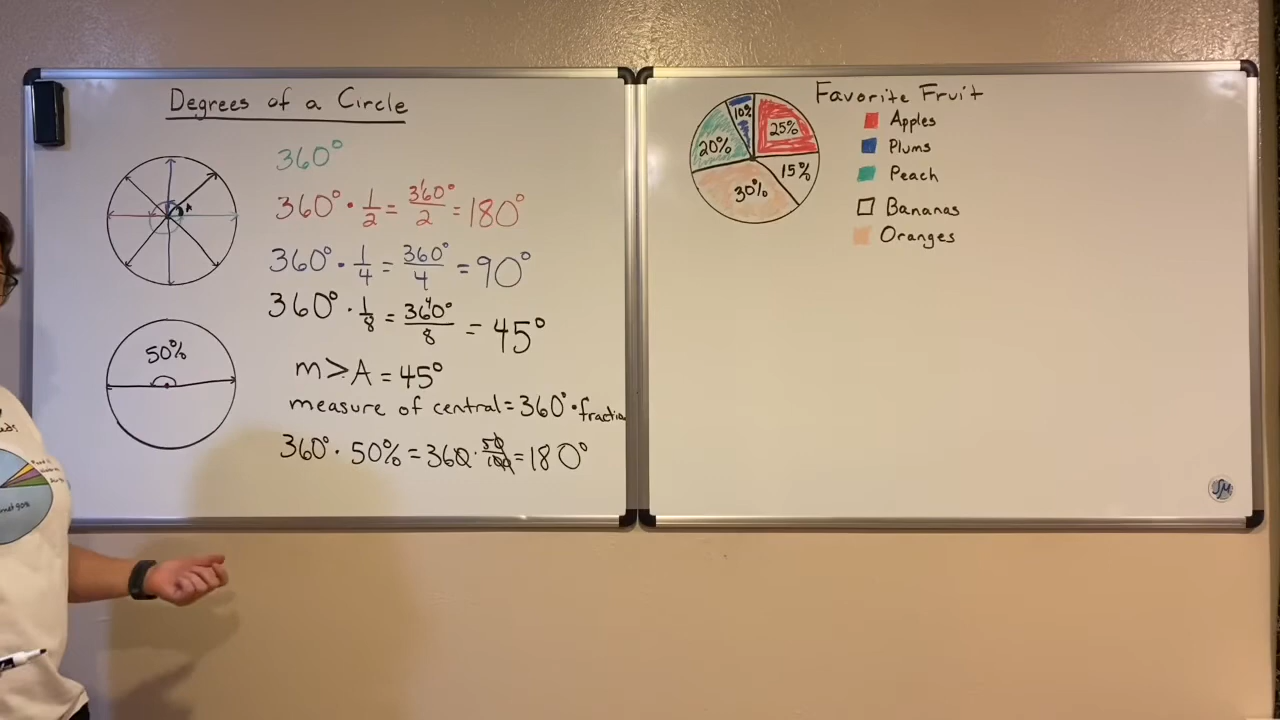 Degrees of a Circle
360°
360° · 1/2 = 360°/2 = 180°
360° · 1/4 = 360°/4 = 90°
360° · 1/8 = 360°/8 = 45°
m>A = 45°
measure of central = 360° · fractio
50%
360° · 50% = 360 · 50/100 = 180°
A
Favorite Fruit
10%
25%
20%
15%
30%
Apples
Plums
Peach
Bananas
Oranges
SM